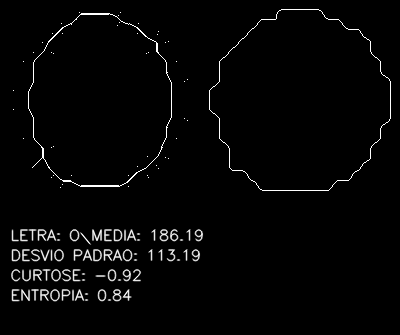 LETRA: O\MEDIA: 186.19
DESVIO PADRAO: 113.19
CURTOSE: -0.92
ENTROPIA: 0.84